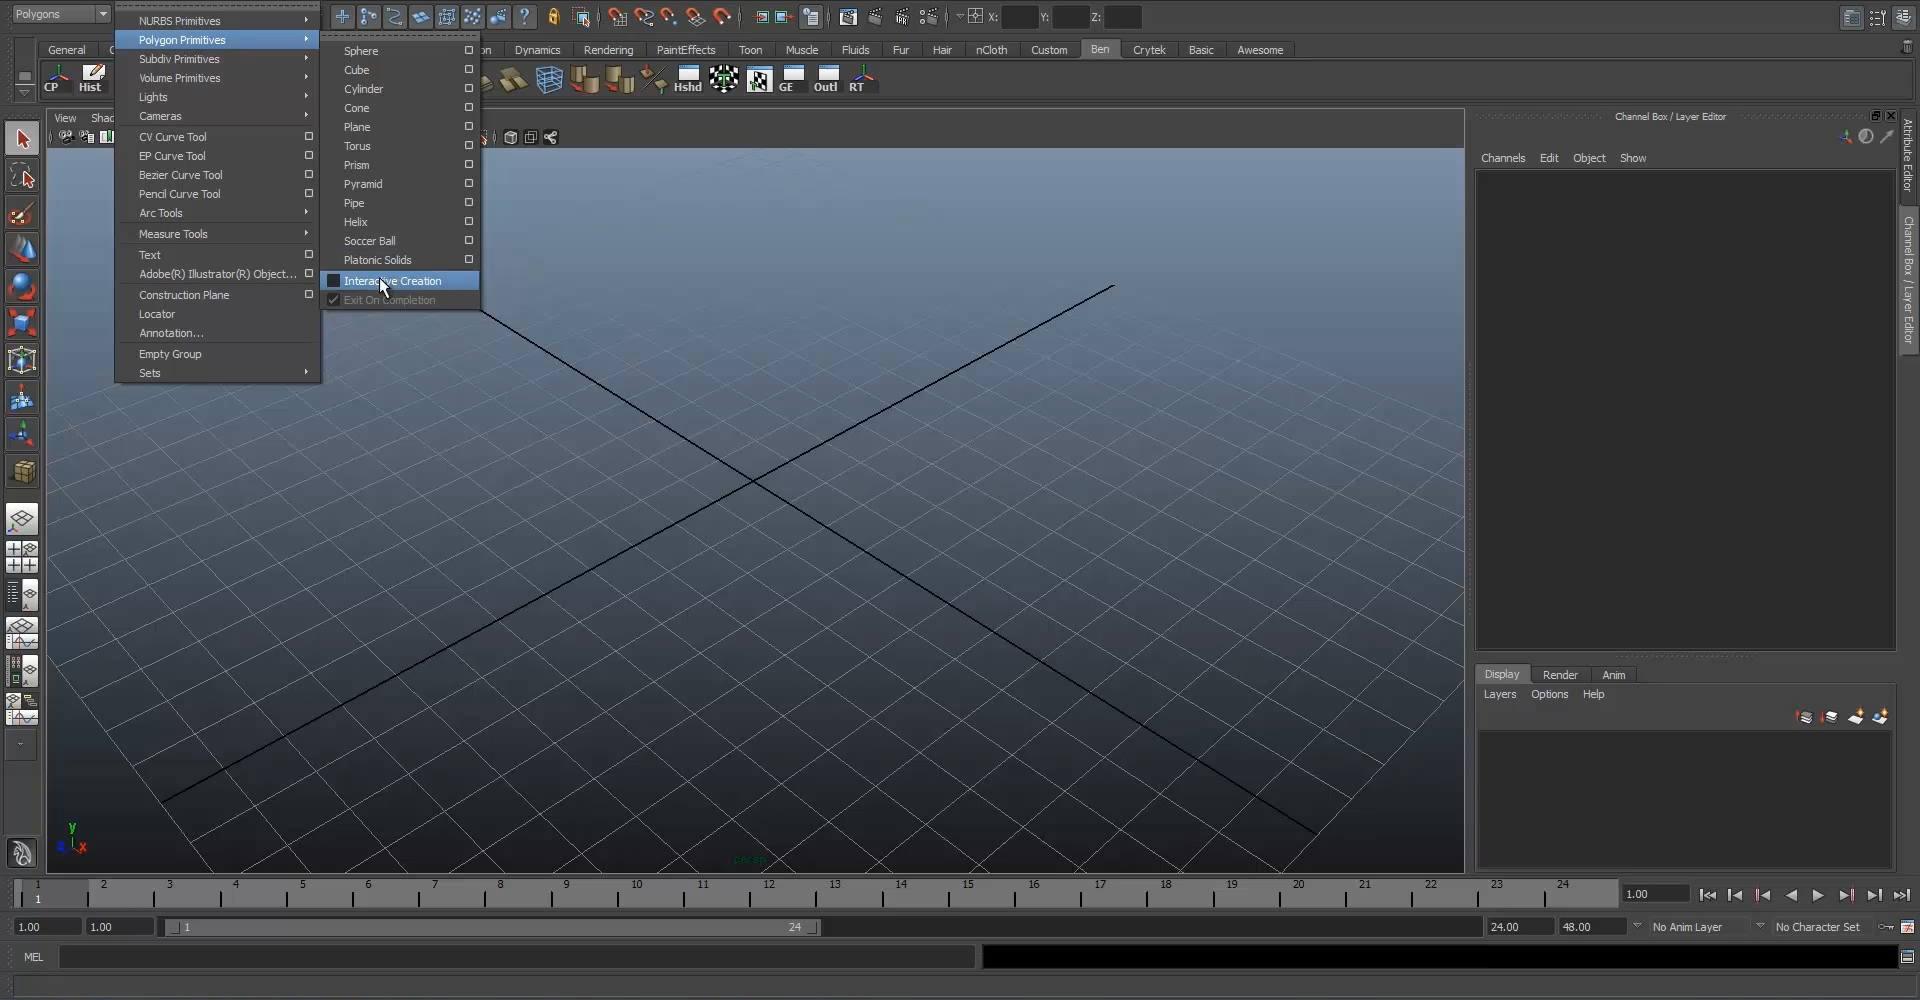 Polygons
X:
Y:
Z:
General
on
Dynamics
Rendering
PaintEffects
Toon
Muscle
Fluids
Fur
Hair
nCloth
Custom
Ben
Crytek
Basic
Awesome
CP
Hist
Hshd
GE
Outl
RT
NURBS Primitives
Polygon Primitives
Subdiv Primitives
Volume Primitives
Lights
Cameras
CV Curve Tool
EP Curve Tool
Bezier Curve Tool
Pencil Curve Tool
Arc Tools
Measure Tools
Text
Adobe(R) Illustrator(R) Object...
Construction Plane
Locator
Annotation...
Empty Group
Sets
Sphere
Cube
Cylinder
Cone
Plane
Torus
Prism
Pyramid
Pipe
Helix
Soccer Ball
Platonic Solids
Interactive Creation
Exit On Completion
View
Shad
persp
y
z
x
Channel Box / Layer Editor
Channels
Edit
Object
Show
Attribute Editor
Channel Box / Layer Editor
Display
Render
Anim
Layers
Options
Help
1
2
3
4
5
6
7
8
9
10
11
12
13
14
15
16
17
18
19
20
21
22
23
24
1
1.00
1.00
1.00
1
24
24.00
48.00
No Anim Layer
No Character Set
MEL